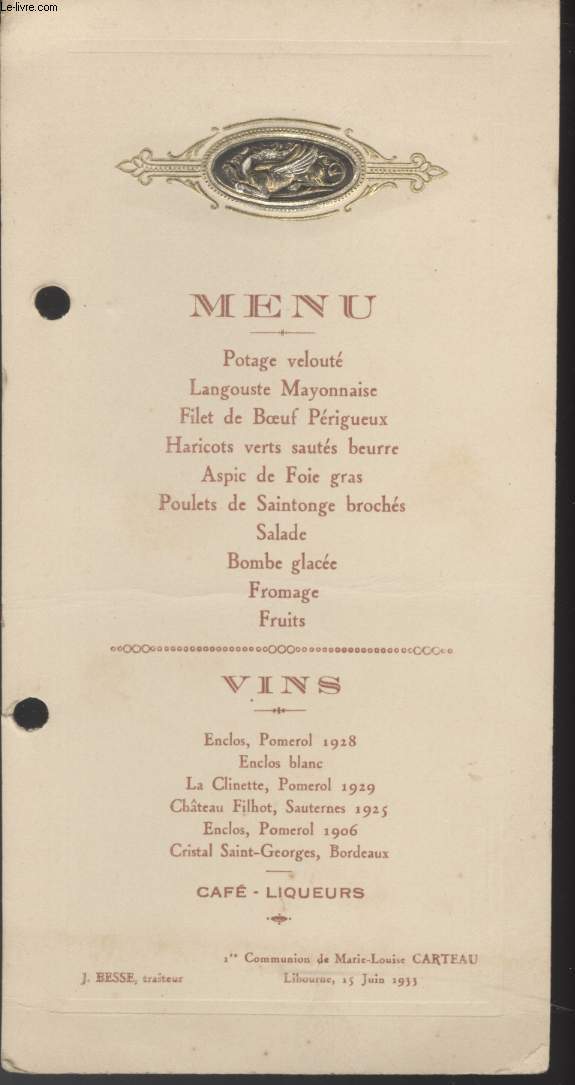 Le-livre.com
MENU
Potage velouté
Langouste Mayonnaise
Filet de Bœuf Périgueux
Haricots verts sautés beurre
Aspic de Foie gras
Poulets de Saintonge brochés
Salade
Bombe glacée
Fromage
Fruits
VINS
Enclos, Pomerol 1928
Enclos blanc
La Clinette, Pomerol 1929
Château Filhot, Sauternes 1925
Enclos, Pomerol 1906
Cristal Saint-Georges, Bordeaux
CAFÉ - LIQUEURS
1re Communion de Marie-Louise CARTEAU
J. BESSE, traiteur Libourne, 15 Juin 1933